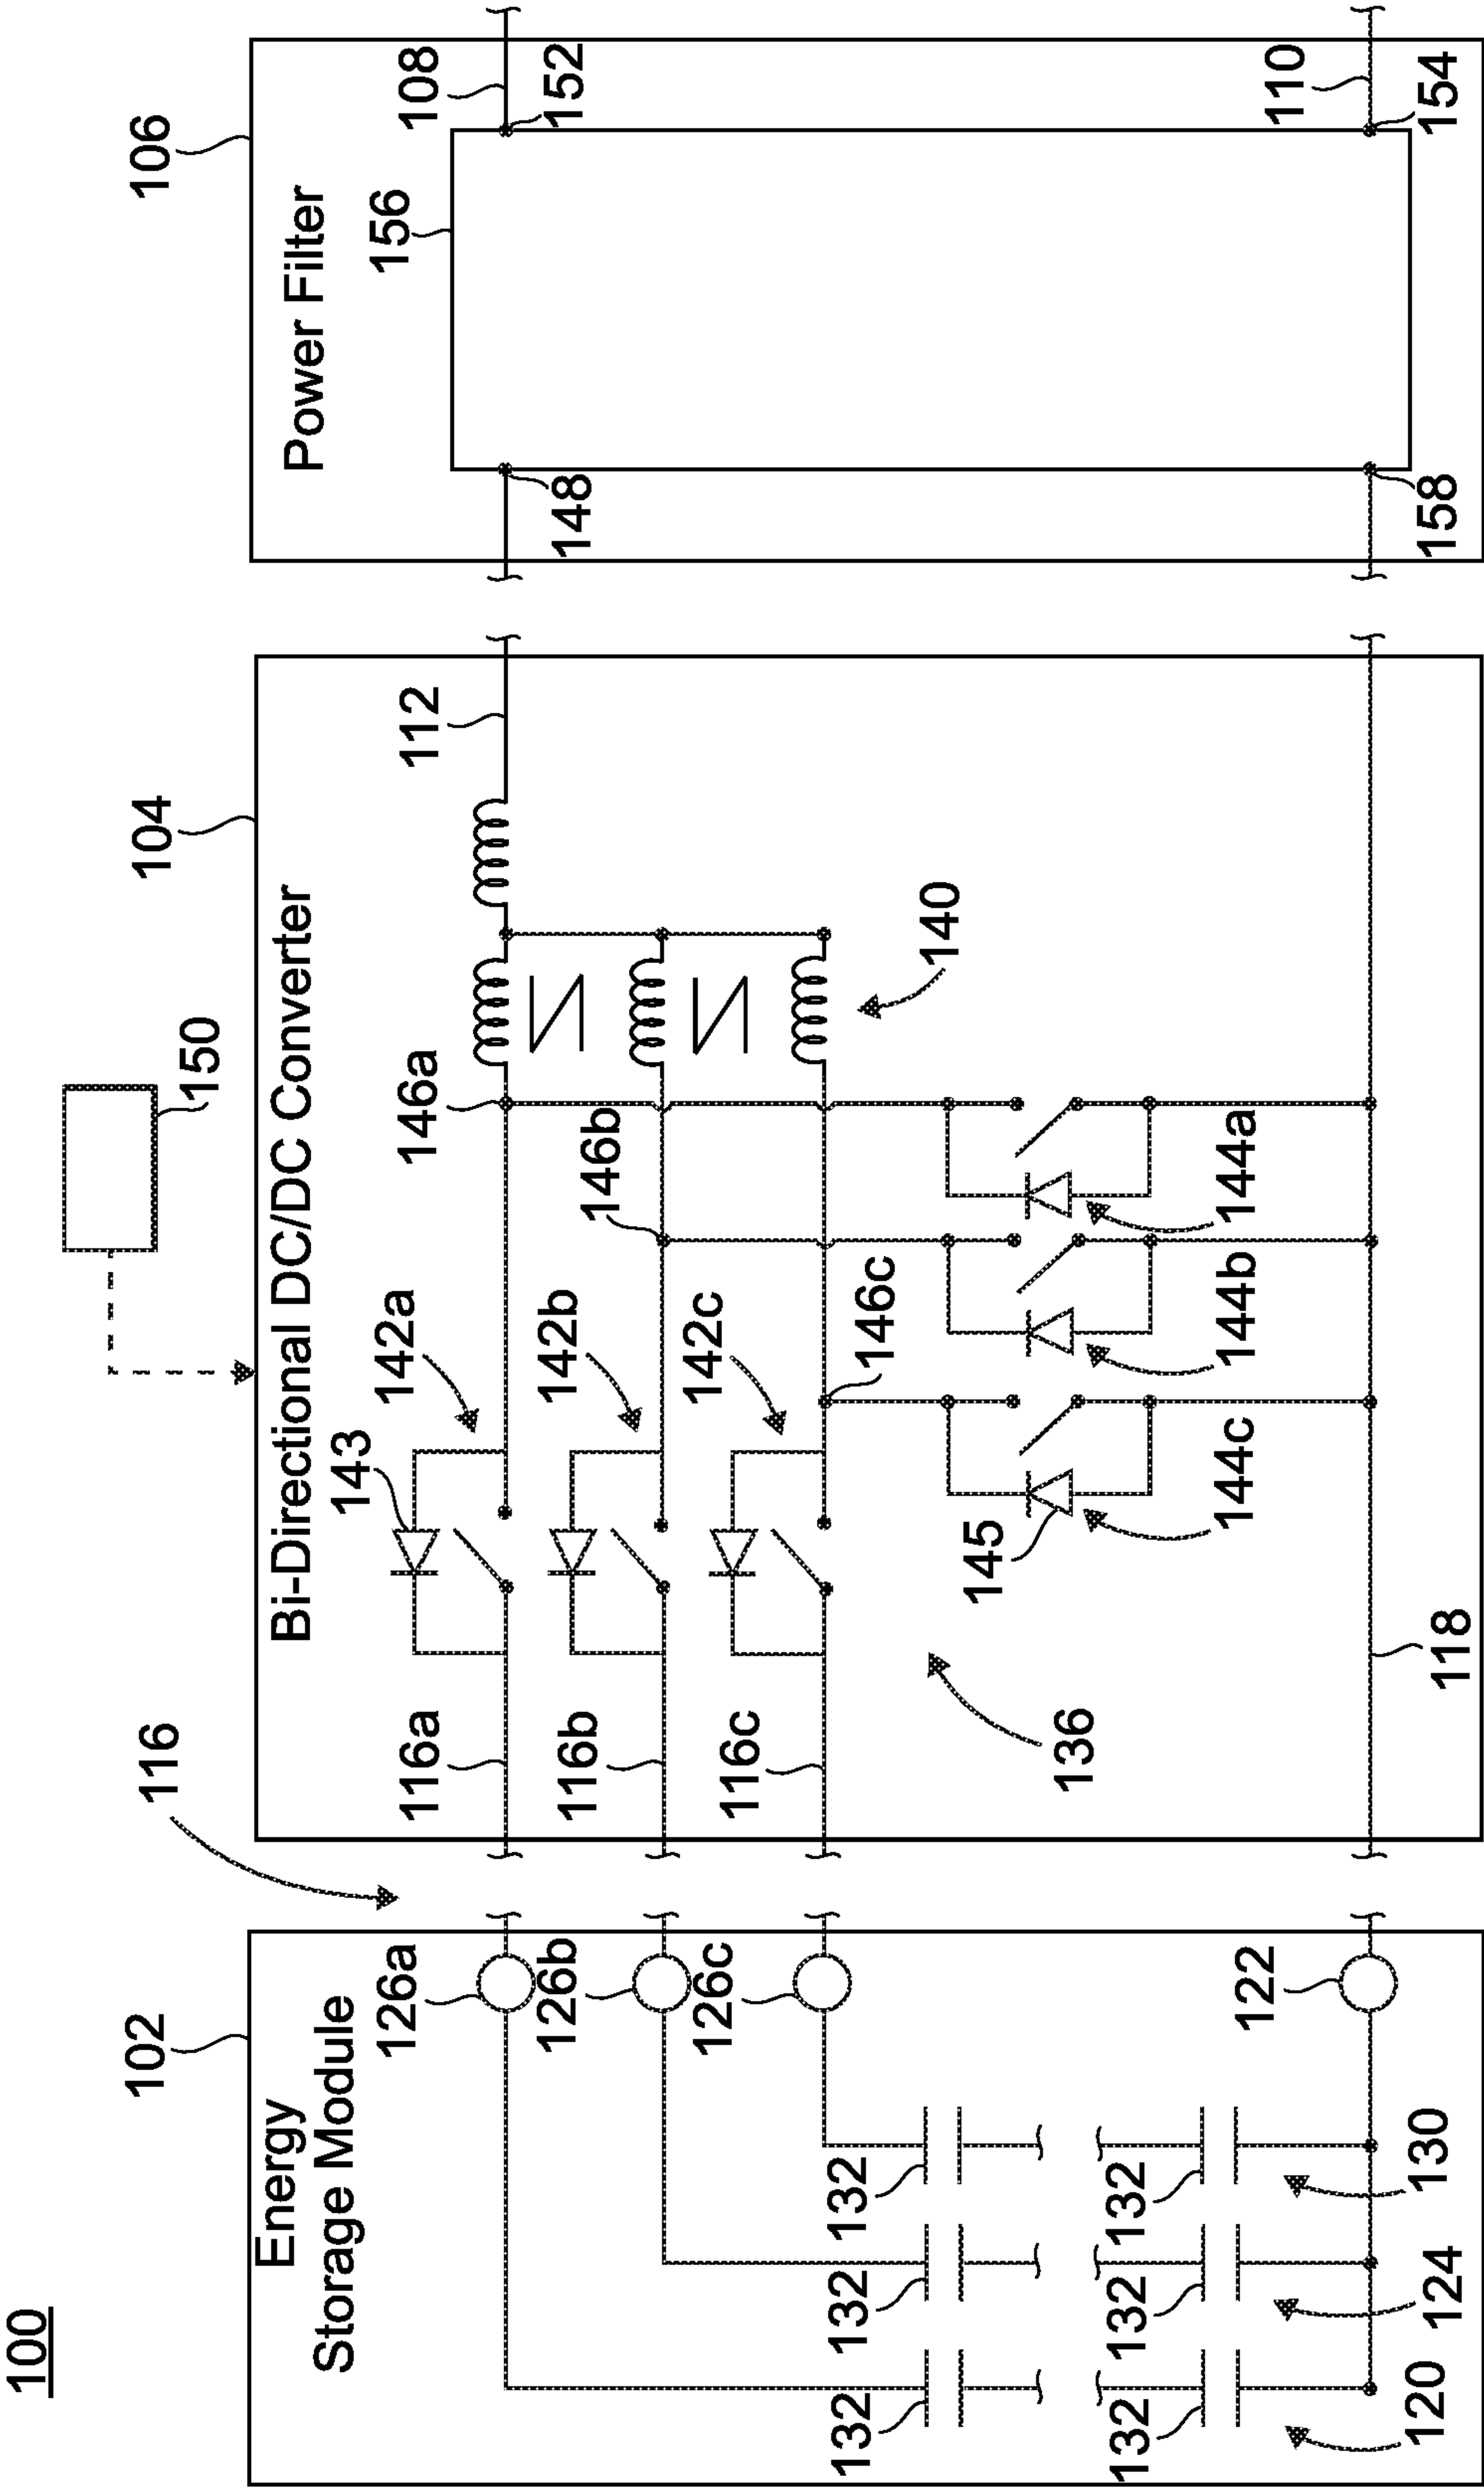 100
102
Energy
Storage Module
126a
126b
126c
122
132
132
132
132
132
132
120
124
130
116
104
Bi-Directional DC/DC Converter
150
116a
116b
116c
142a
142b
142c
143
146a
146b
146c
144a
144b
144c
145
136
140
112
118
106
Power Filter
156
108
152
148
110
154
158